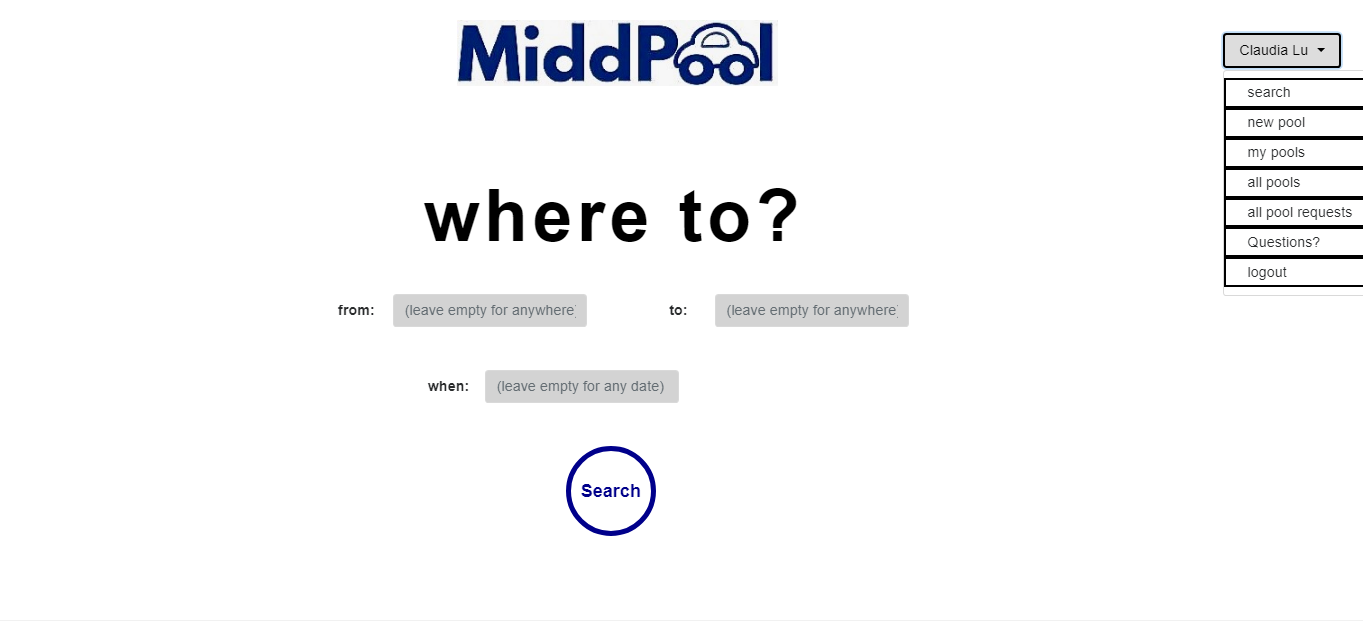 MiddPool
Claudia Lu
search
new pool
my pools
all pools
all pool requests
Questions?
logout
where to?
from: (leave empty for anywhere)
to: (leave empty for anywhere)
when: (leave empty for any date)
Search